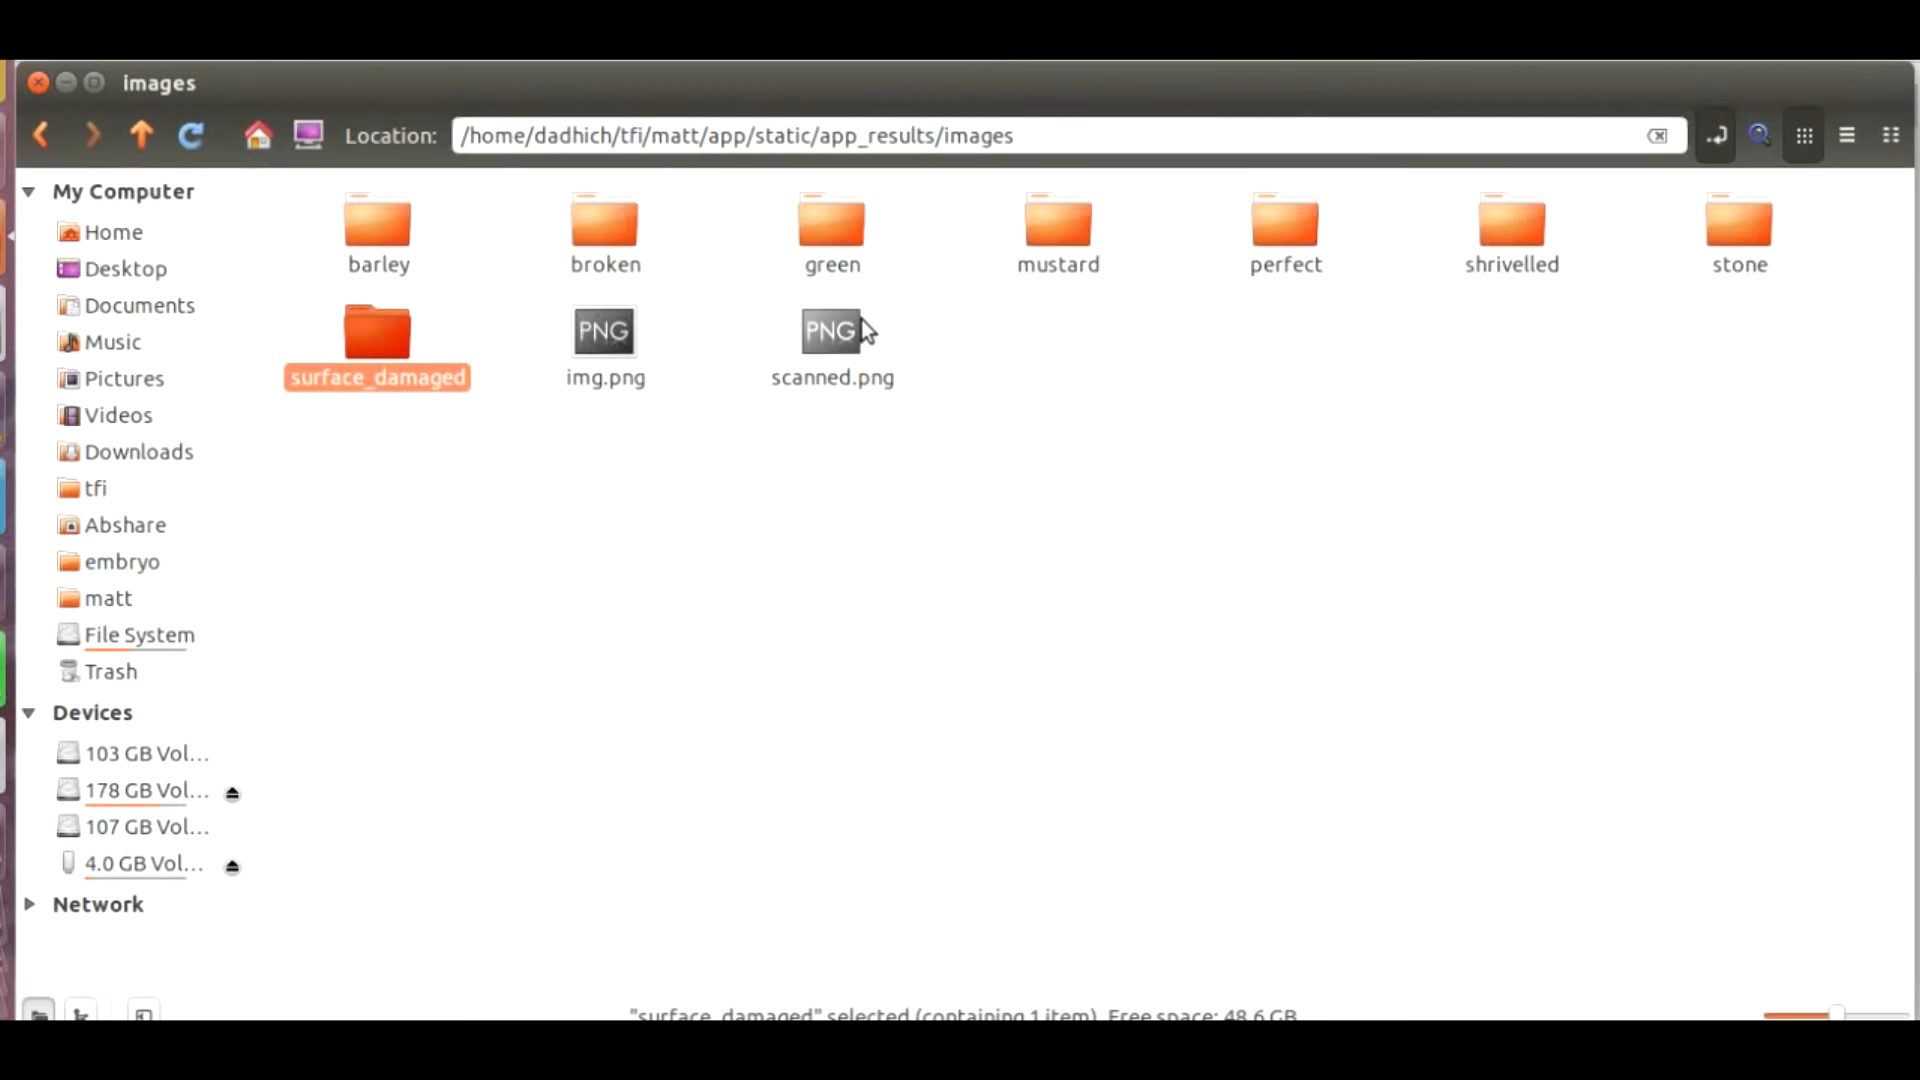 images
Location: /home/dadhich/tfi/matt/app/static/app_results/images
My Computer
Home
Desktop
Documents
Music
Pictures
Videos
Downloads
tfi
Abshare
embryo
matt
File System
Trash
Devices
103 GB Vol...
178 GB Vol...
107 GB Vol...
4.0 GB Vol...
Network
barley
broken
green
mustard
perfect
shrivelled
stone
surface_damaged
PNG
img.png
PNG
scanned.png
"surface_damaged" selected (containing 1 item), Free space: 48.6 GB